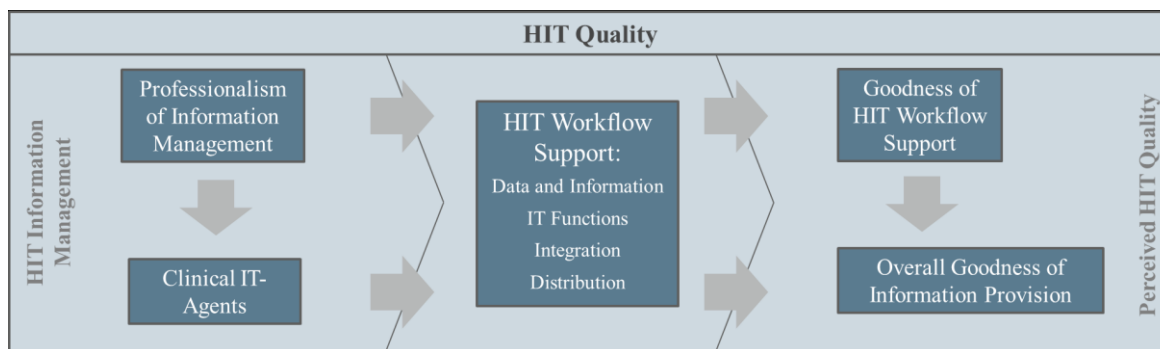 HIT Quality
HIT Information
Management
Professionalism
of Information
Management
Clinical IT-
Agents
HIT Workflow
Support:
Data and Information
IT Functions
Integration
Distribution
Goodness of
HIT Workflow
Support
Overall Goodness of
Information Provision
Perceived HIT Quality